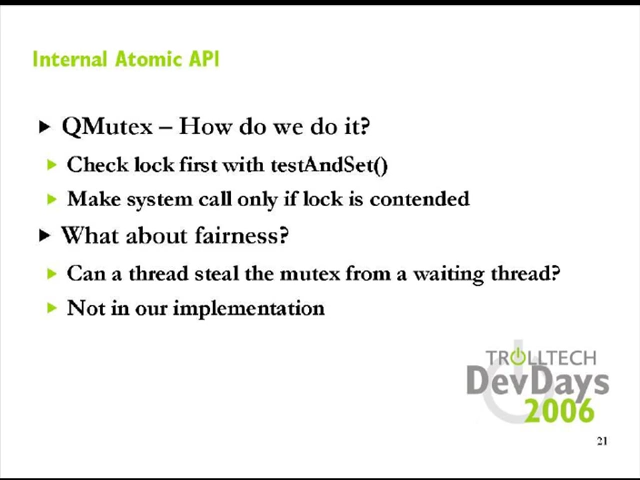 Internal Atomic API
QMutex – How do we do it?
Check lock first with testAndSet()
Make system call only if lock is contended
What about fairness?
Can a thread steal the mutex from a waiting thread?
Not in our implementation
TROLLTECH
DevDays
2006
21